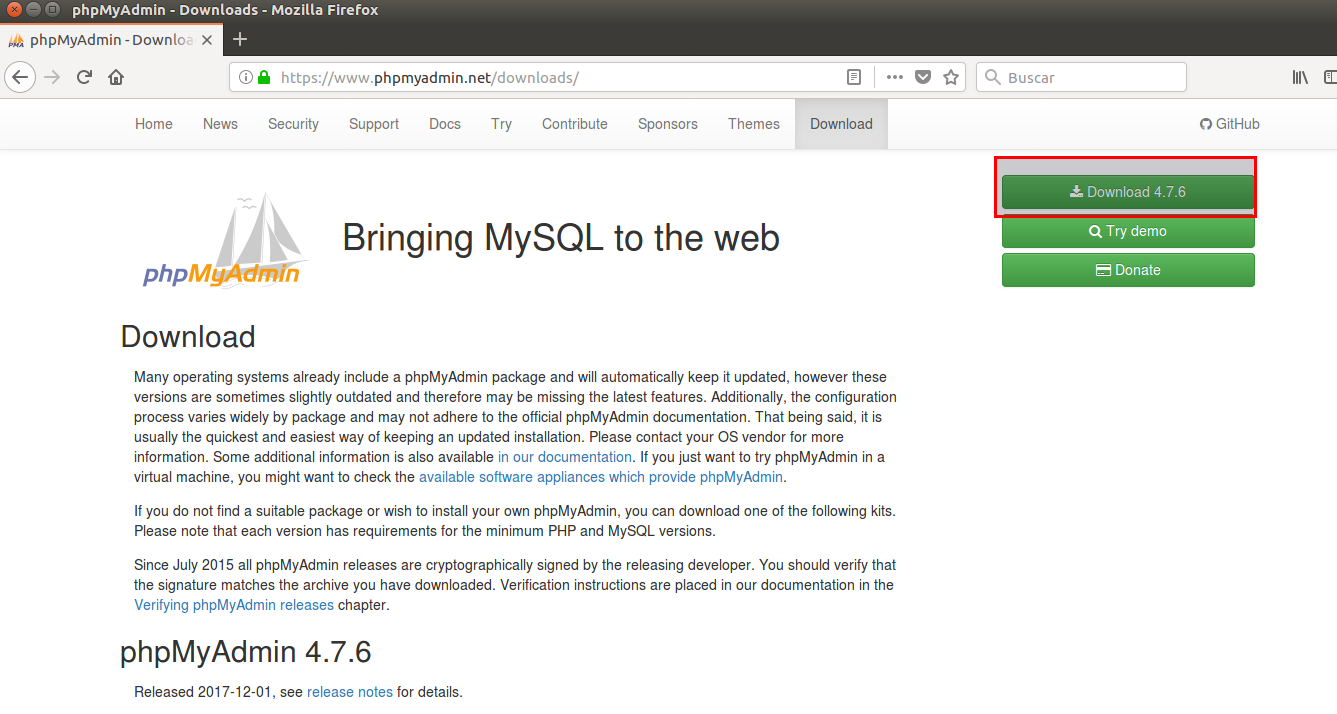 phpMyAdmin - Downloads - Mozilla Firefox
phpMyAdmin - Downloa
https://www.phpmyadmin.net/downloads/
Buscar
Home News Security Support Docs Try Contribute Sponsors Themes Download GitHub
Download 4.7.6
Try demo
Donate
phpMyAdmin
Bringing MySQL to the web
Download
Many operating systems already include a phpMyAdmin package and will automatically keep it updated, however these
versions are sometimes slightly outdated and therefore may be missing the latest features. Additionally, the configuration
process varies widely by package and may not adhere to the official phpMyAdmin documentation. That being said, it is
usually the quickest and easiest way of keeping an updated installation. Please contact your OS vendor for more
information. Some additional information is also available in our documentation. If you just want to try phpMyAdmin in a
virtual machine, you might want to check the available software appliances which provide phpMyAdmin.
If you do not find a suitable package or wish to install your own phpMyAdmin, you can download one of the following kits.
Please note that each version has requirements for the minimum PHP and MySQL versions.
Since July 2015 all phpMyAdmin releases are cryptographically signed by the releasing developer. You should verify that
the signature matches the archive you have downloaded. Verification instructions are placed in our documentation in the
Verifying phpMyAdmin releases chapter.
phpMyAdmin 4.7.6
Released 2017-12-01, see release notes for details.